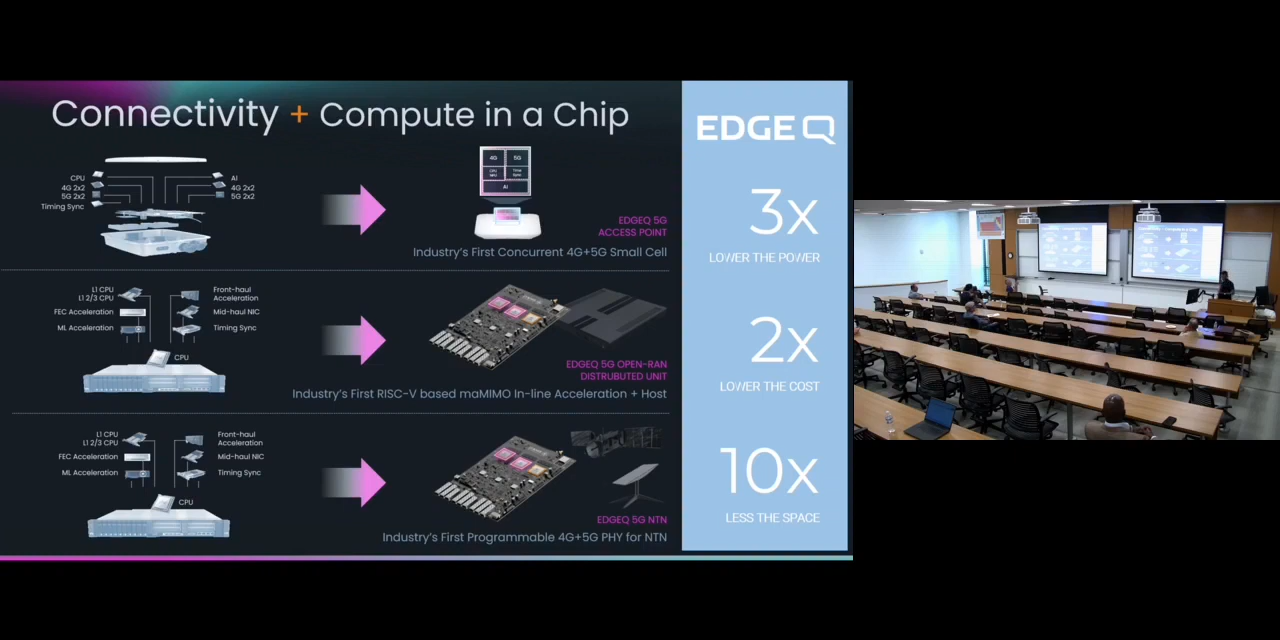 Connectivity + Compute in a Chip
CPU
4G 2x2
5G 2x2
Timing Sync
AI
4G 2x2
5G 2x2
4G
5G
CPU
NPU
Time
Sync
AI
EDGEQ 5G
ACCESS POINT
Industry's First Concurrent 4G+5G Small Cell
L1 CPU
L1 2/3 CPU
FEC Acceleration
ML Acceleration
Front-haul
Acceleration
Mid-haul NIC
Timing Sync
CPU
EDGEQ 5G OPEN-RAN
DISTRUBUTED UNIT
Industry's First RISC-V based maMIMO In-line Acceleration + Host
L1 CPU
L1 2/3 CPU
FEC Acceleration
ML Acceleration
Front-haul
Acceleration
Mid-haul NIC
Timing Sync
CPU
EDGEQ 5G NTN
Industry's First Programmable 4G+5G PHY for NTN
EDGEQ
3x
LOWER THE POWER
2x
LOWER THE COST
10x
LESS THE SPACE